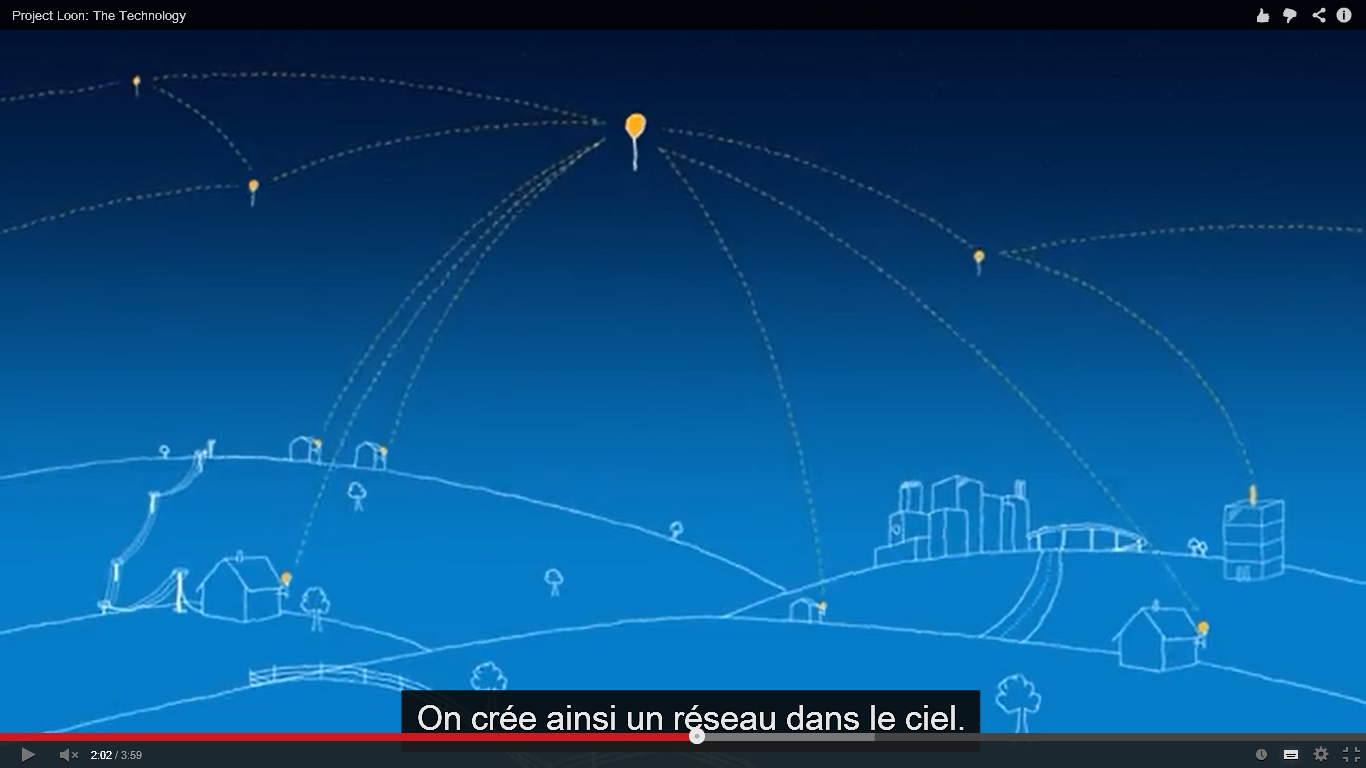 Project Loon: The Technology
On crée ainsi un réseau dans le ciel.
2:02 / 3:59